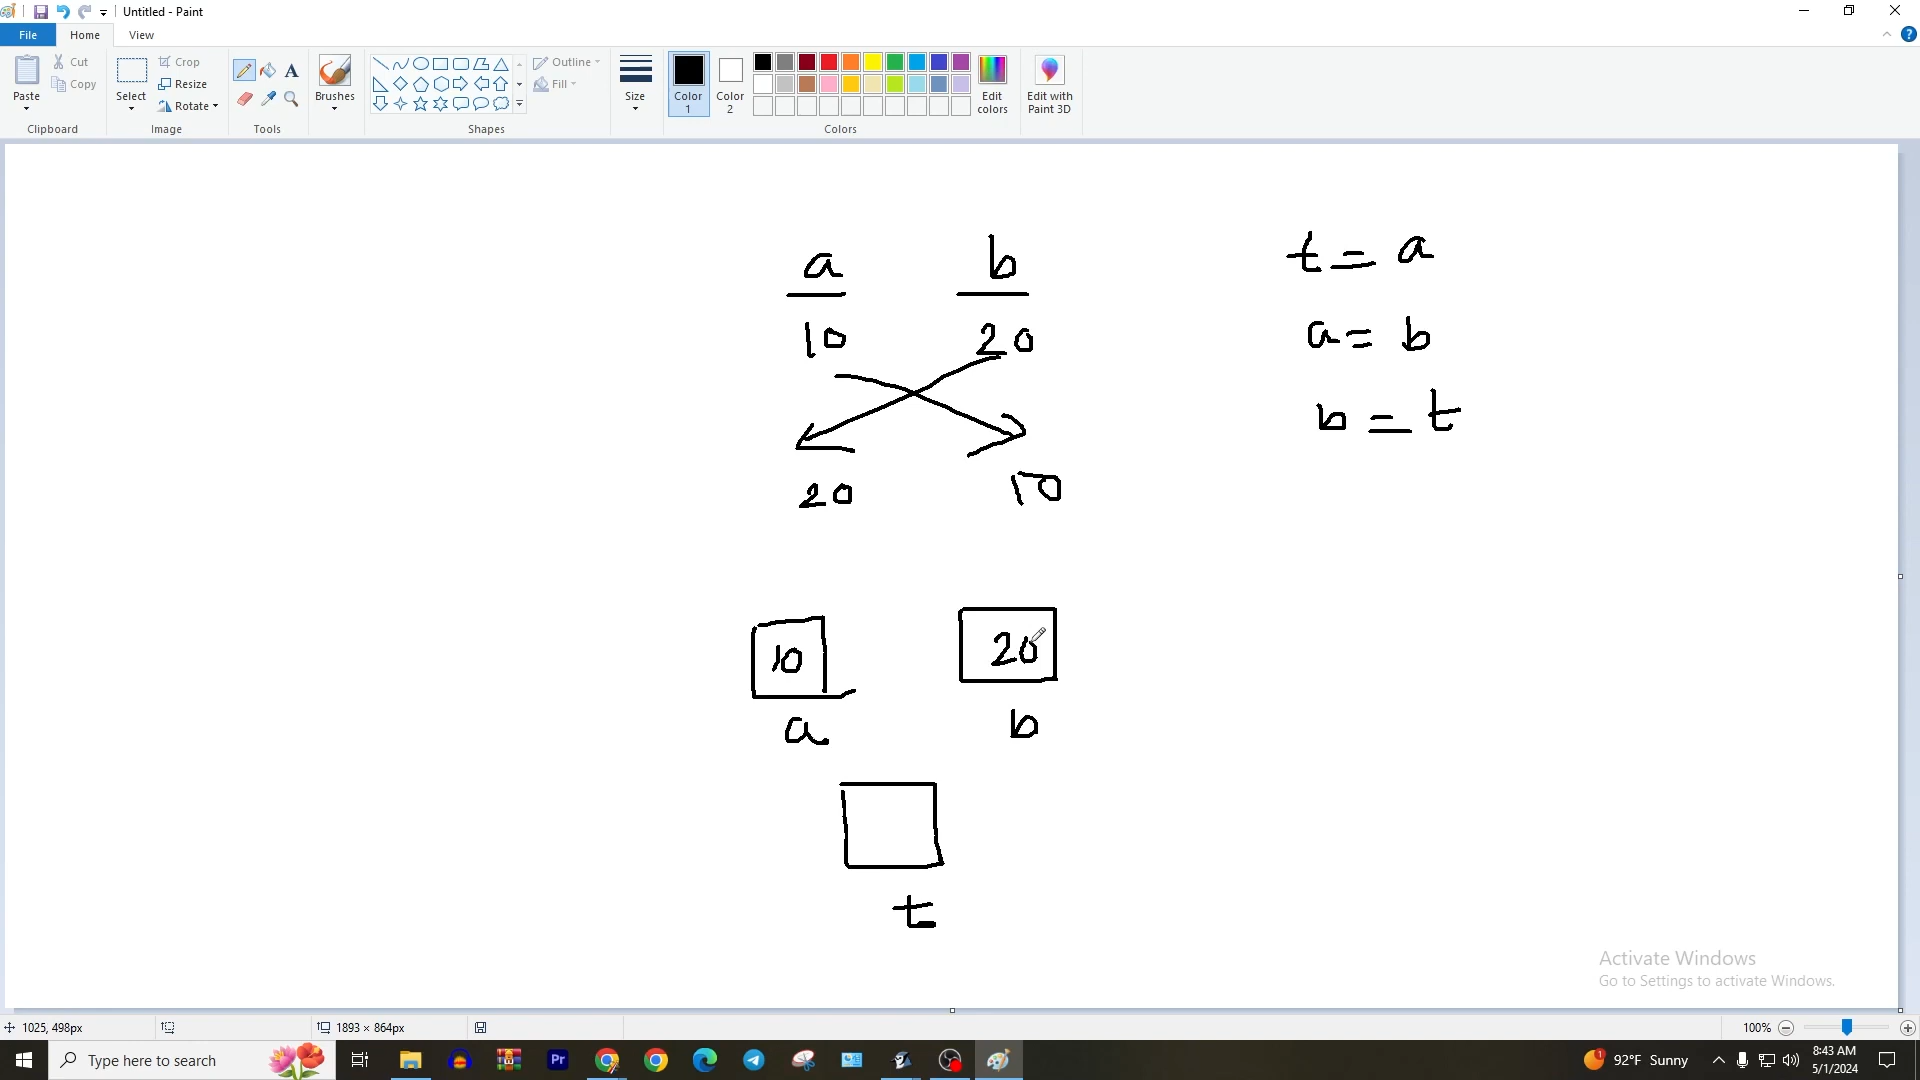 Untitled - Paint
File Home View
Paste
Cut
Copy
Clipboard
Select
Crop
Resize
Rotate
Image
A
Tools
Brushes
Shapes
Outline
Fill
Size
Color 1
Color 2
Edit colors
Edit with Paint 3D
Colors
a b
10 20
20 10
t = a
a = b
b = t
10 20
a b
t
Activate Windows
Go to Settings to activate Windows.
1025, 498px
1893 × 864px
100%
Type here to search
Pr
1
92°F Sunny
8:43 AM
5/1/2024